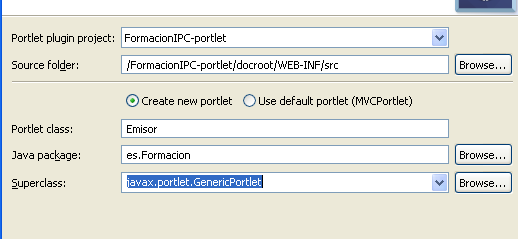 Portlet plugin project: FormacionIPC-portlet
Source folder: /FormacionIPC-portlet/docroot/WEB-INF/src Browse...
Create new portlet Use default portlet (MVCPortlet)
Portlet class: Emisor
Java package: es.Formacion Browse...
Superclass: javax.portlet.GenericPortlet Browse...